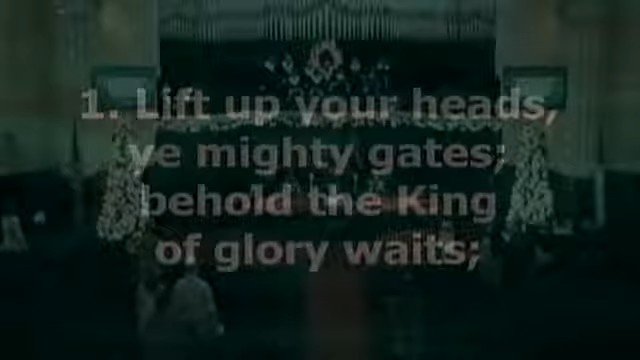 1. Lift up your heads,
ye mighty gates;
behold the King
of glory waits;